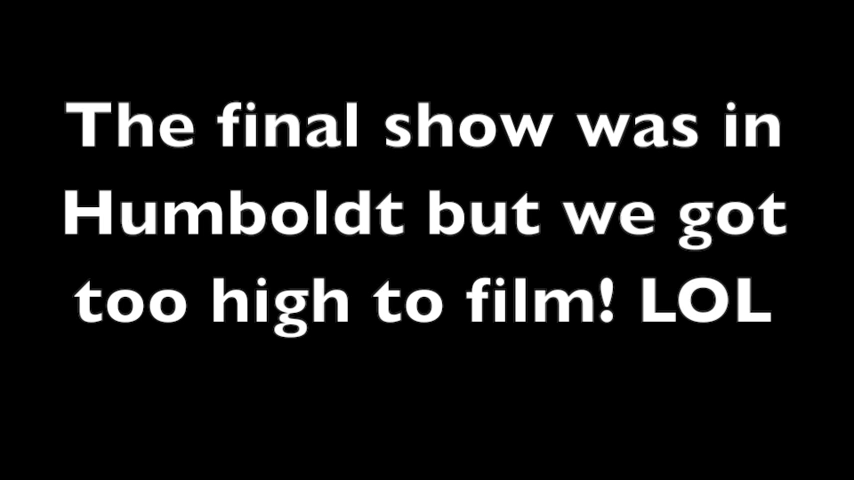 The final show was in
Humboldt but we got
too high to film! LOL